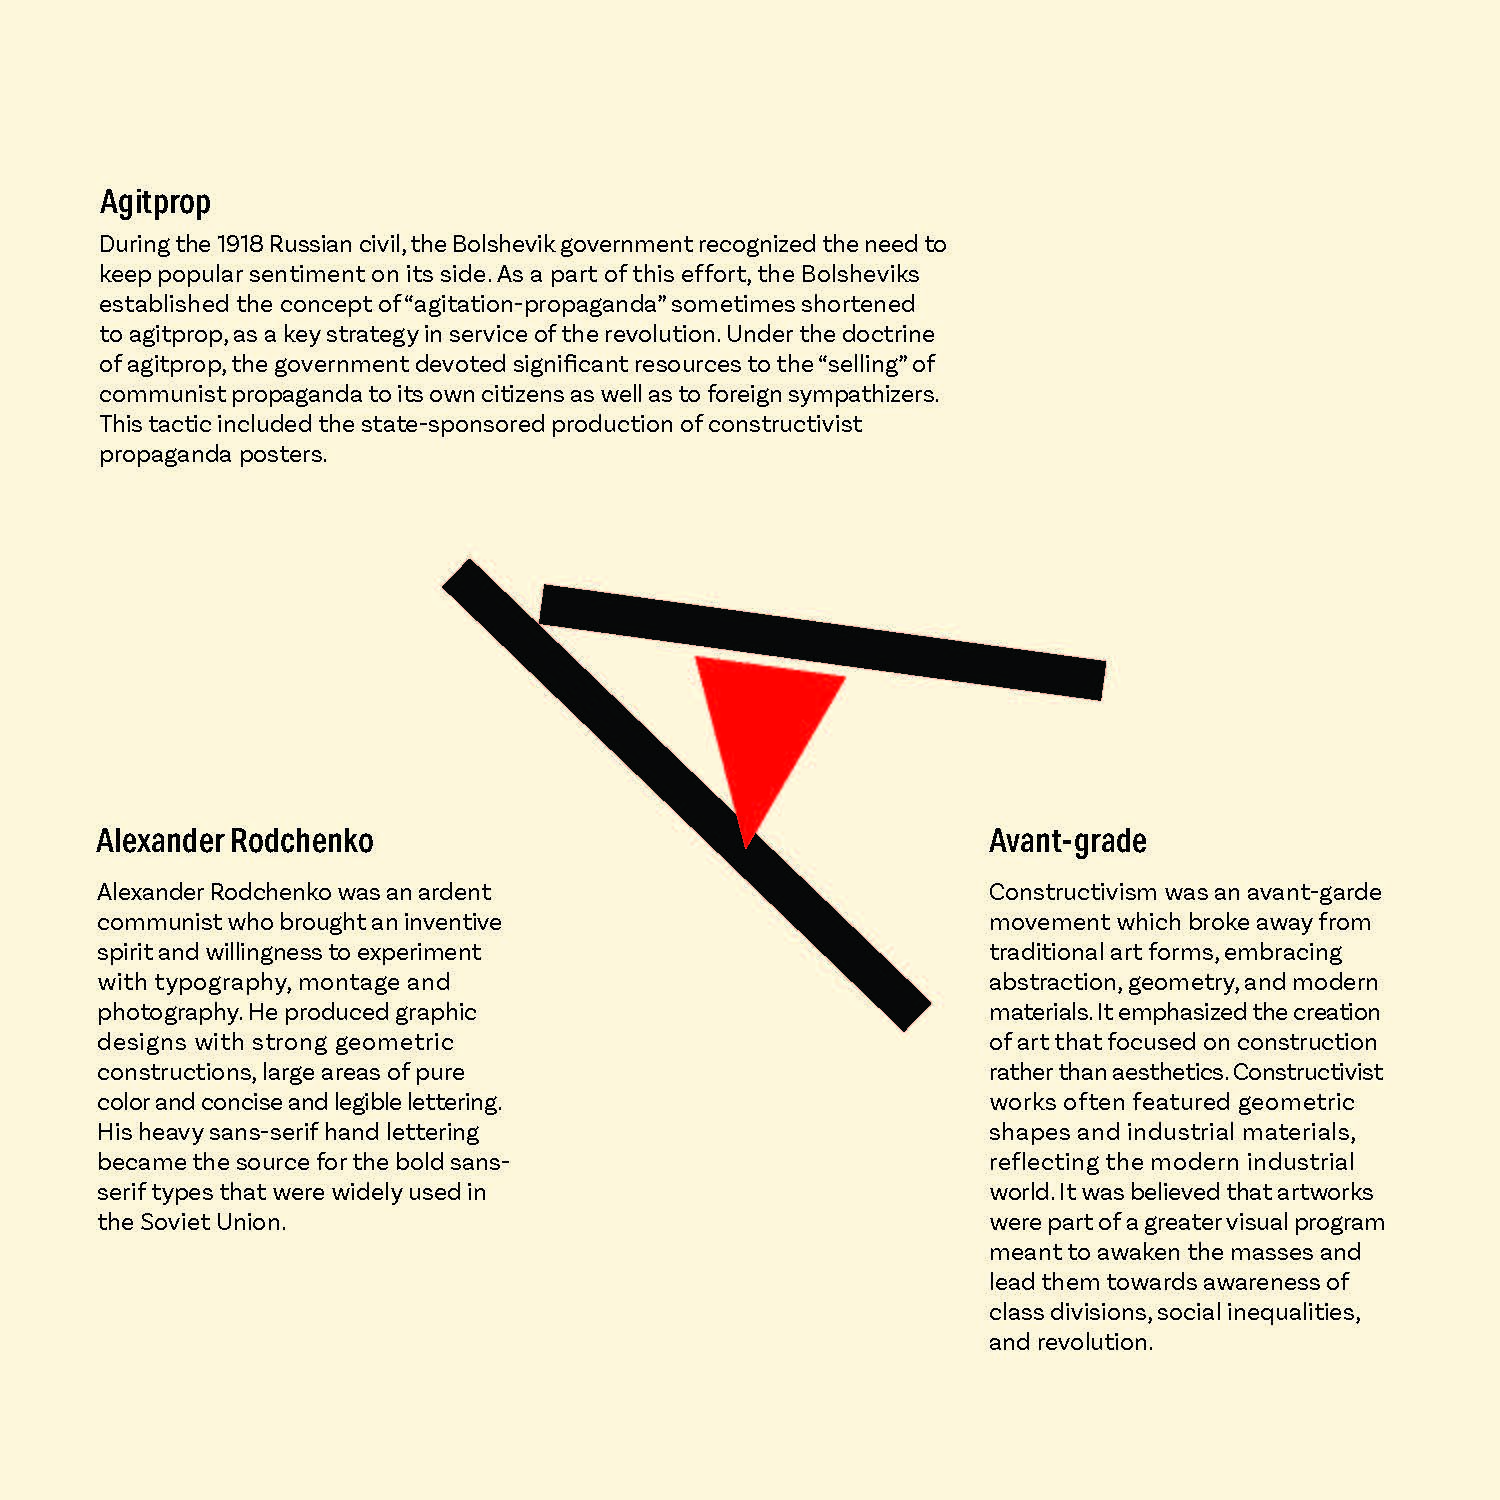 Agitprop
During the 1918 Russian civil, the Bolshevik government recognized the need to
keep popular sentiment on its side. As a part of this effort, the Bolsheviks
established the concept of “agitation-propaganda” sometimes shortened
to agitprop, as a key strategy in service of the revolution. Under the doctrine
of agitprop, the government devoted significant resources to the “selling” of
communist propaganda to its own citizens as well as to foreign sympathizers.
This tactic included the state-sponsored production of constructivist
propaganda posters.
Alexander Rodchenko
Alexander Rodchenko was an ardent
communist who brought an inventive
spirit and willingness to experiment
with typography, montage and
photography. He produced graphic
designs with strong geometric
constructions, large areas of pure
color and concise and legible lettering.
His heavy sans-serif hand lettering
became the source for the bold sans-
serif types that were widely used in
the Soviet Union.
Avant-grade
Constructivism was an avant-garde
movement which broke away from
traditional art forms, embracing
abstraction, geometry, and modern
materials. It emphasized the creation
of art that focused on construction
rather than aesthetics. Constructivist
works often featured geometric
shapes and industrial materials,
reflecting the modern industrial
world. It was believed that artworks
were part of a greater visual program
meant to awaken the masses and
lead them towards awareness of
class divisions, social inequalities,
and revolution.